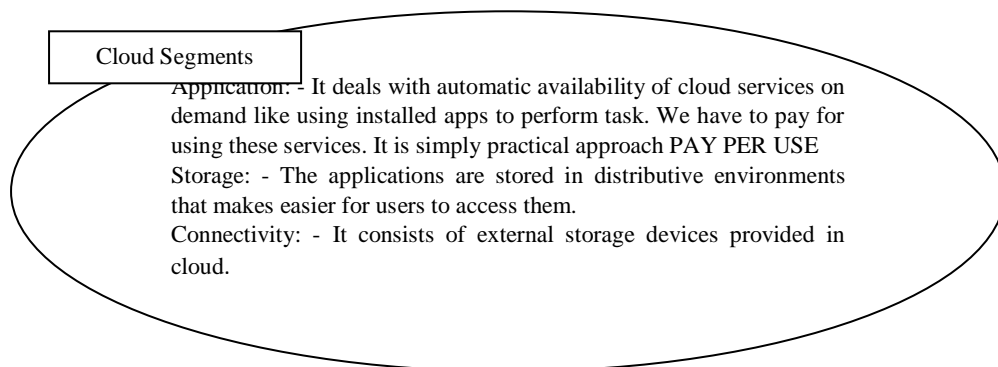 Cloud Segments
Application: - It deals with automatic availability of cloud services on
demand like using installed apps to perform task. We have to pay for
using these services. It is simply practical approach PAY PER USE
Storage: - The applications are stored in distributive environments
that makes easier for users to access them.
Connectivity: - It consists of external storage devices provided in
cloud.